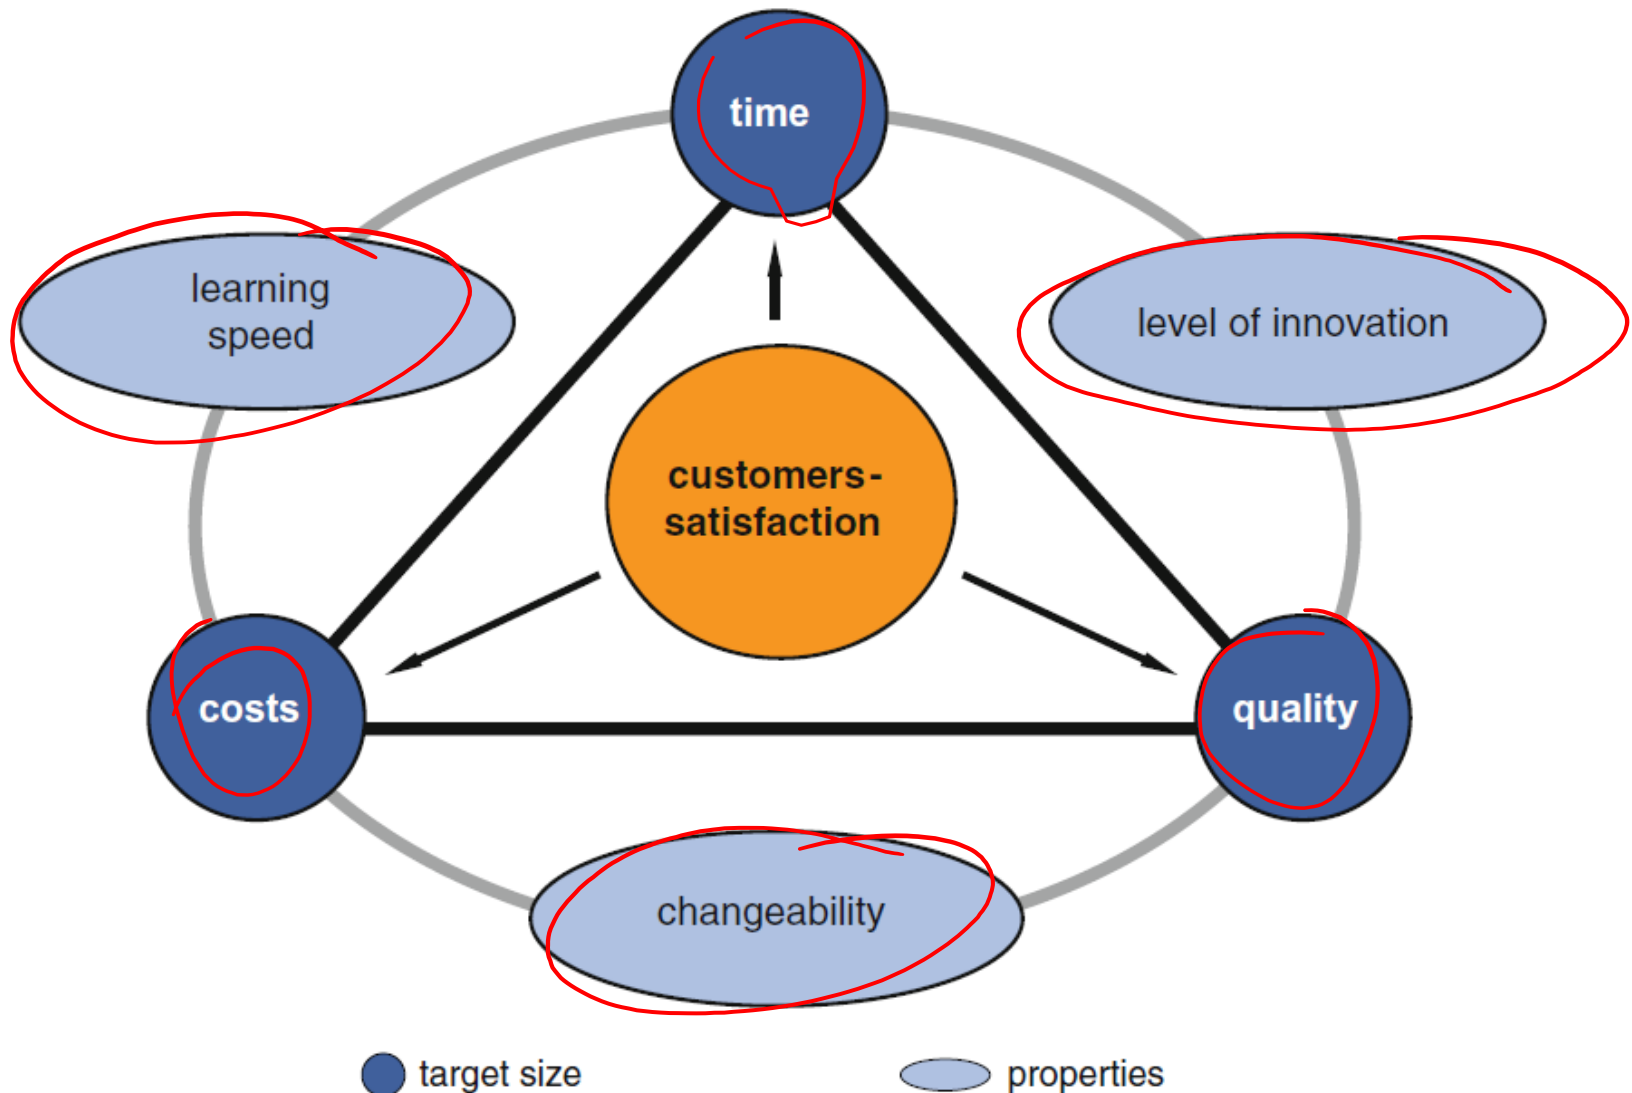 time
learning
speed
level of innovation
customers-
satisfaction
costs
quality
changeability
target size
properties